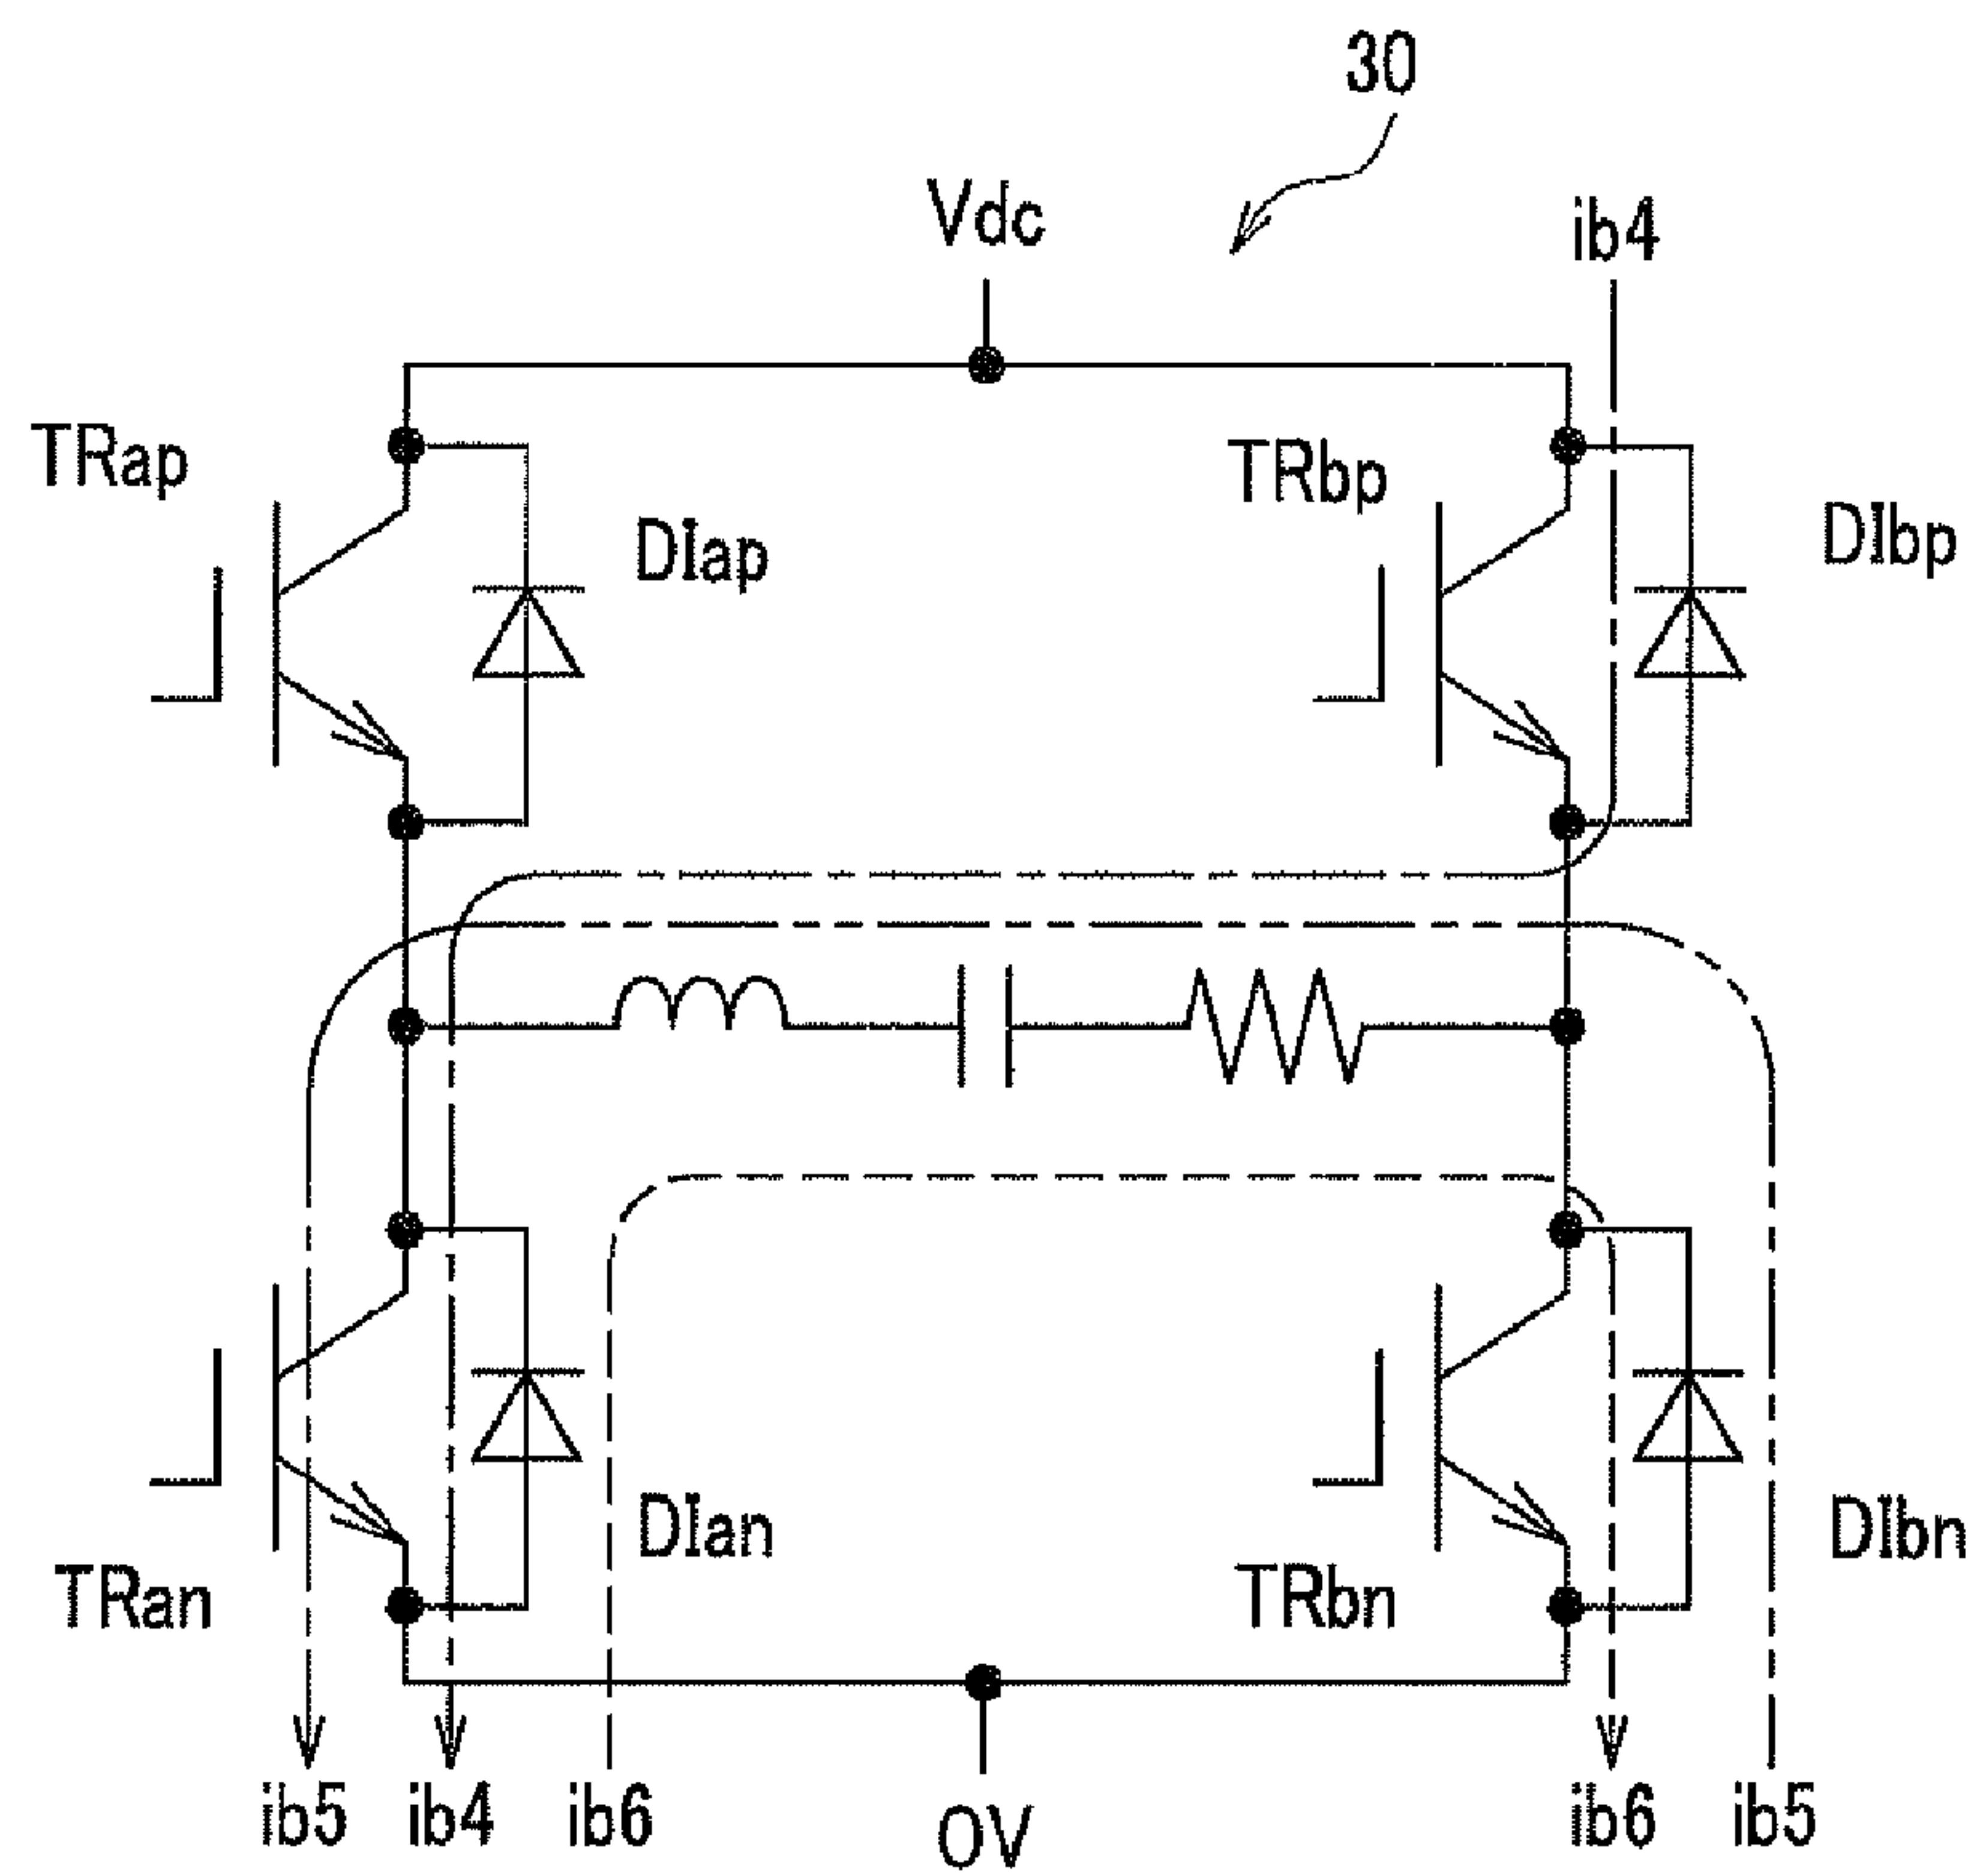 30
Vdc
ib4
TRap
TRbp
DIap
DIbp
DIan
DIbn
TRan
TRbn
ib5
ib4
ib6
0V
ib6
ib5